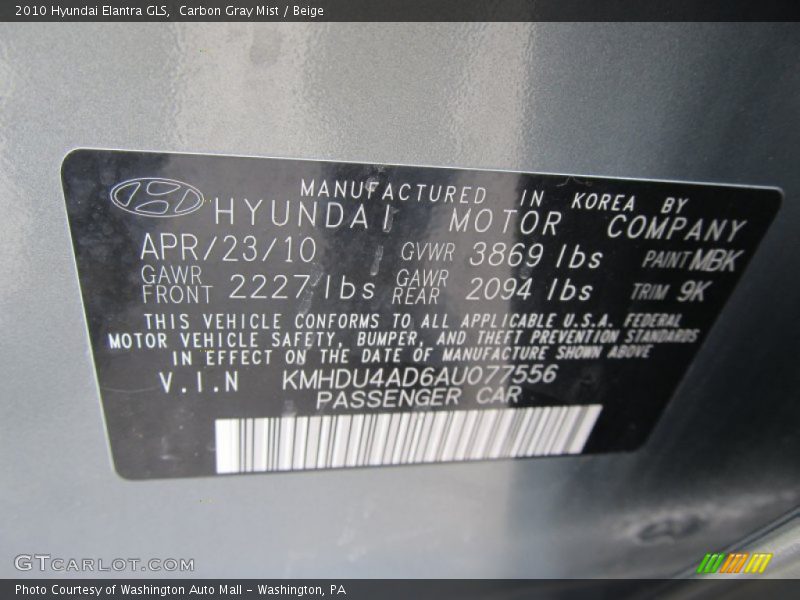 2010 Hyundai Elantra GLS,  Carbon Gray Mist / Beige
MANUFACTURED IN KOREA BY
HYUNDAI MOTOR COMPANY
APR/23/10 GVWR 3869 lbs PAINT MBK
GAWR FRONT 2227 lbs GAWR REAR 2094 lbs TRIM 9K
THIS VEHICLE CONFORMS TO ALL APPLICABLE U.S.A. FEDERAL
MOTOR VEHICLE SAFETY, BUMPER, AND THEFT PREVENTION STANDARDS
IN EFFECT ON THE DATE OF MANUFACTURE SHOWN ABOVE
V.I.N KMHDU4AD6AU077556
PASSENGER CAR
GTCARLOT.COM
Photo Courtesy of Washington Auto Mall - Washington, PA